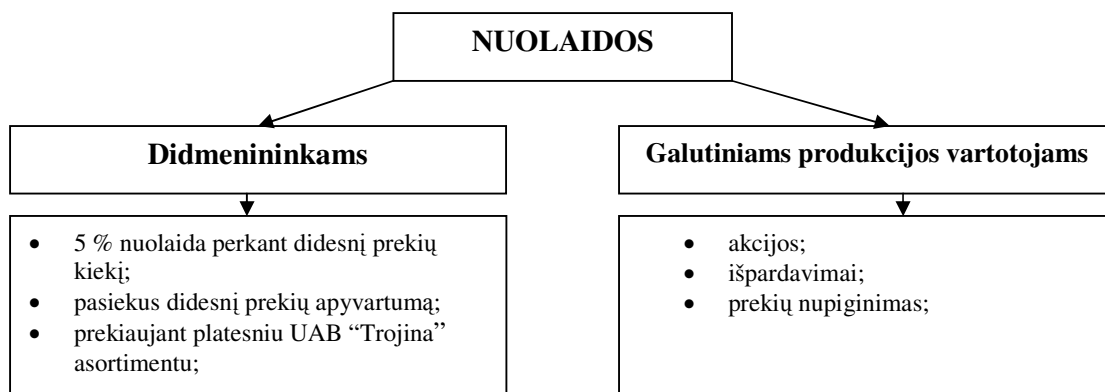 NUOLAIDOS
Didmenininkams
• 5 % nuolaida perkant didesnį prekių
kiekį;
• pasiekus didesnį prekių apyvartumą;
• prekiaujant platesniu UAB “Trojina”
asortimentu;
Galutiniams produkcijos vartotojams
• akcijos;
• išpardavimai;
• prekių nupiginimas;